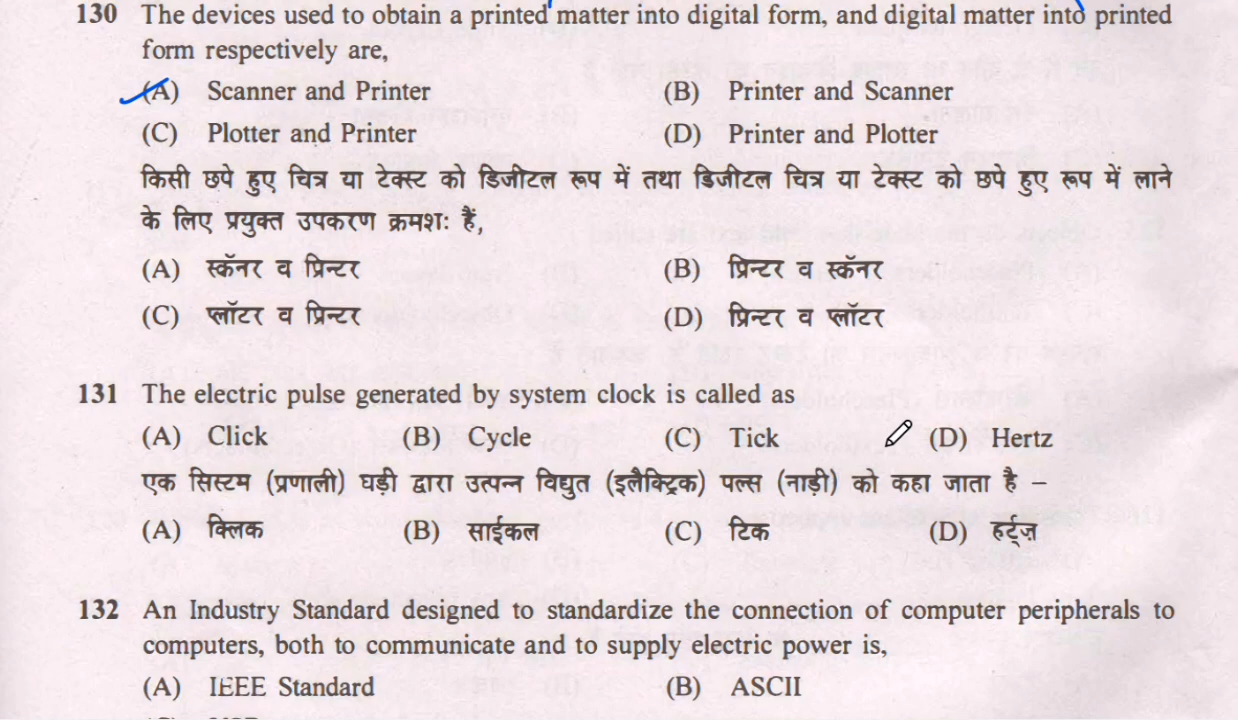 130 The devices used to obtain a printed matter into digital form, and digital matter into printed
form respectively are,
(A) Scanner and Printer (B) Printer and Scanner
(C) Plotter and Printer (D) Printer and Plotter
किसी छपे हुए चित्र या टेक्स्ट को डिजीटल रूप में तथा डिजीटल चित्र या टेक्स्ट को छपे हुए रूप में लाने
के लिए प्रयुक्त उपकरण क्रमशः हैं,
(A) स्कॅनर व प्रिन्टर (B) प्रिन्टर व स्कॅनर
(C) प्लॉटर व प्रिन्टर (D) प्रिन्टर व प्लॉटर
131 The electric pulse generated by system clock is called as
(A) Click (B) Cycle (C) Tick (D) Hertz
एक सिस्टम (प्रणाली) घड़ी द्वारा उत्पन्न विद्युत (इलैक्ट्रिक) पल्स (नाड़ी) को कहा जाता है –
(A) क्लिक (B) साईकल (C) टिक (D) हर्ट्ज़
132 An Industry Standard designed to standardize the connection of computer peripherals to
computers, both to communicate and to supply electric power is,
(A) IEEE Standard (B) ASCII